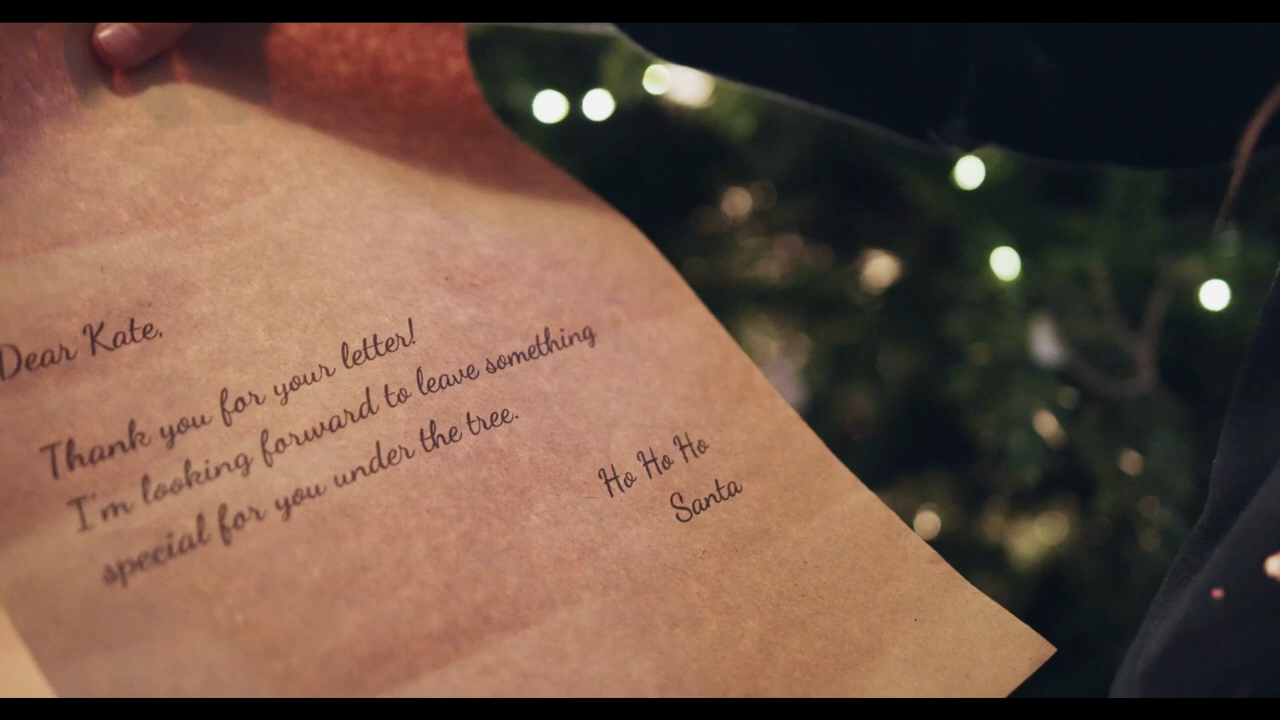 Dear Kate,
Thank you for your letter!
I'm looking forward to leave something
special for you under the tree.
Ho Ho Ho
Santa